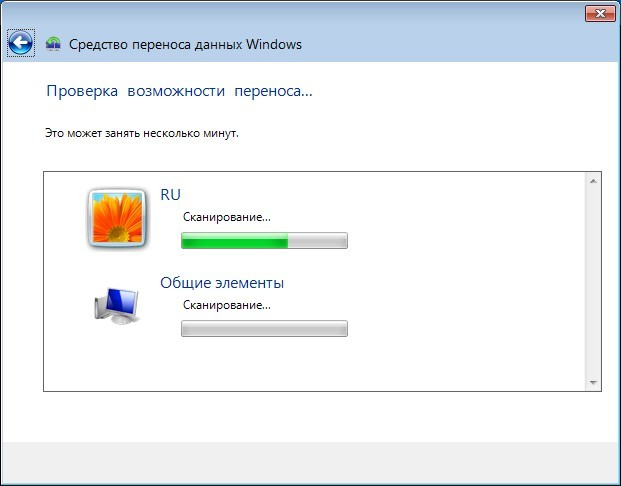 Средство переноса данных Windows
Проверка возможности переноса...
Это может занять несколько минут.
RU
Сканирование...
Общие элементы
Сканирование...